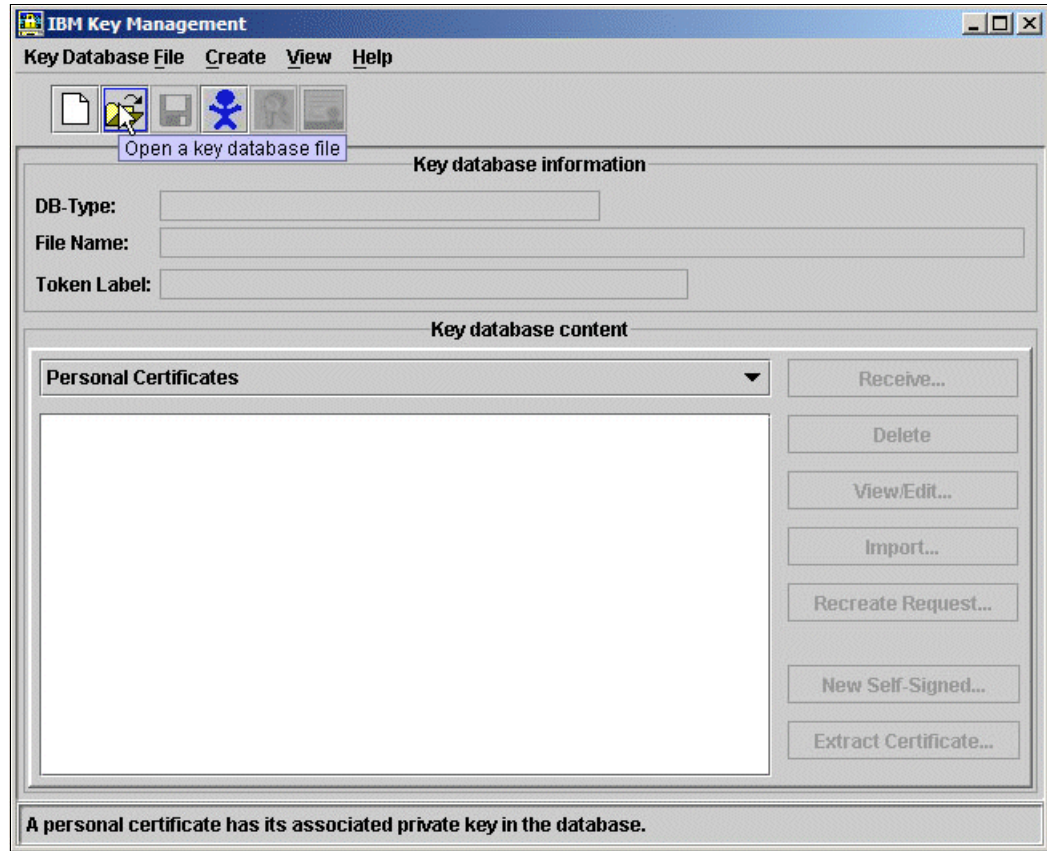 IBM Key Management
Key Database File Create View Help
Open a key database file
Key database information
DB-Type:
File Name:
Token Label:
Key database content
Personal Certificates
Receive...
Delete
View/Edit...
Import...
Recreate Request...
New Self-Signed...
Extract Certificate...
A personal certificate has its associated private key in the database.